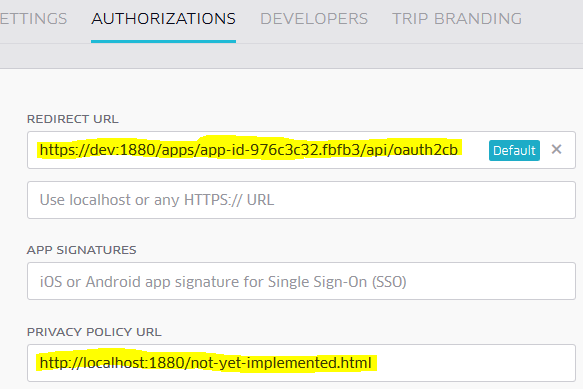 ETTINGS AUTHORIZATIONS DEVELOPERS TRIP BRANDING
REDIRECT URL
https://dev:1880/apps/app-id-976c3c32.fbfb3/api/oauth2cb Default ×
Use localhost or any HTTPS:// URL
APP SIGNATURES
iOS or Android app signature for Single Sign-On (SSO)
PRIVACY POLICY URL
http://localhost:1880/not-yet-implemented.html